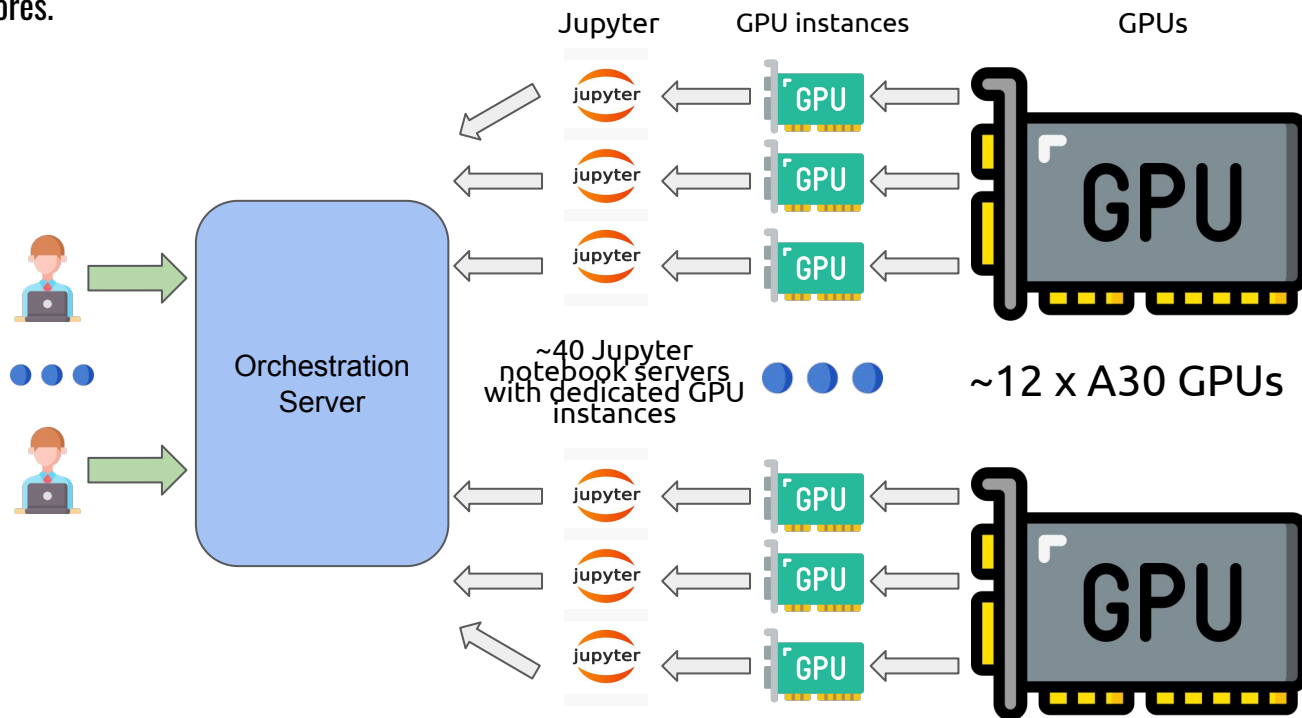 Jupyter
GPU instances
GPUs
jupyter
GPU
jupyter
GPU
jupyter
GPU
GPU
Orchestration
Server
~40 Jupyter
notebook servers
with dedicated GPU
instances
~12 x A30 GPUs
jupyter
GPU
jupyter
GPU
jupyter
GPU
GPU